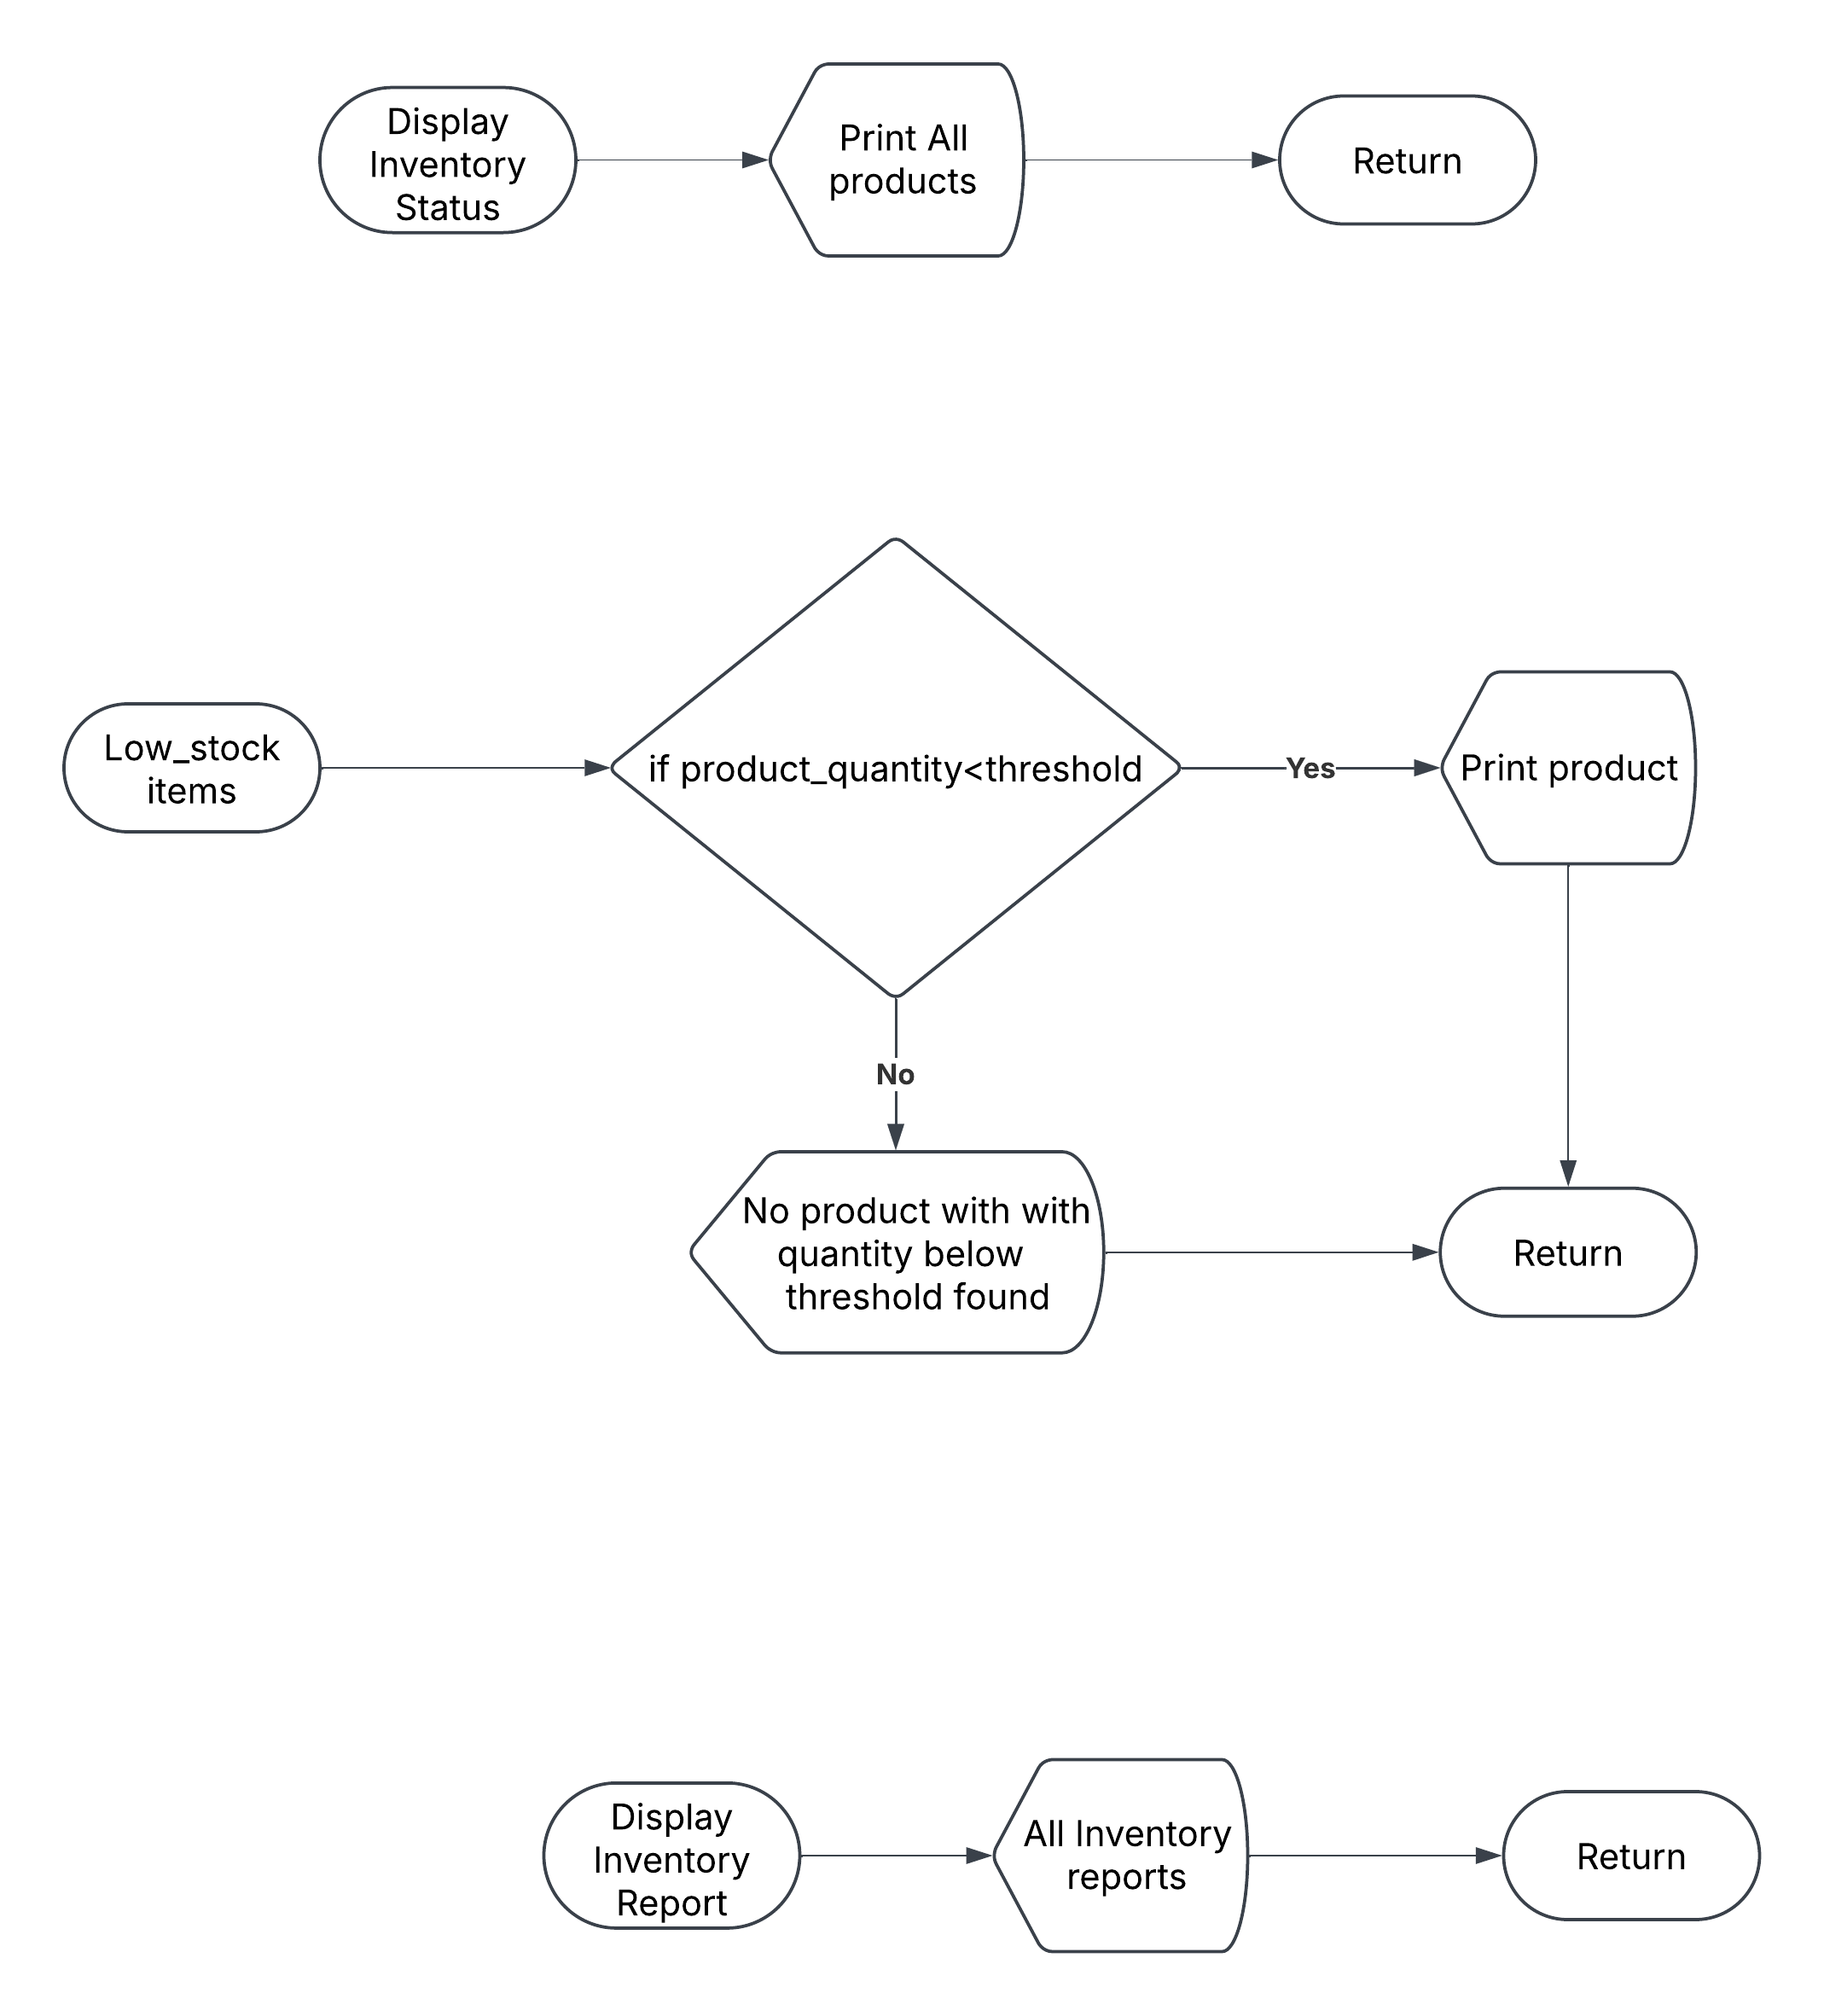 Display
Inventory
Status
Print All
products
Return
Low_stock
items
if product_quantity<threshold
Yes
Print product
No
No product with with
quantity below
threshold found
Return
Display
Inventory
Report
All Inventory
reports
Return